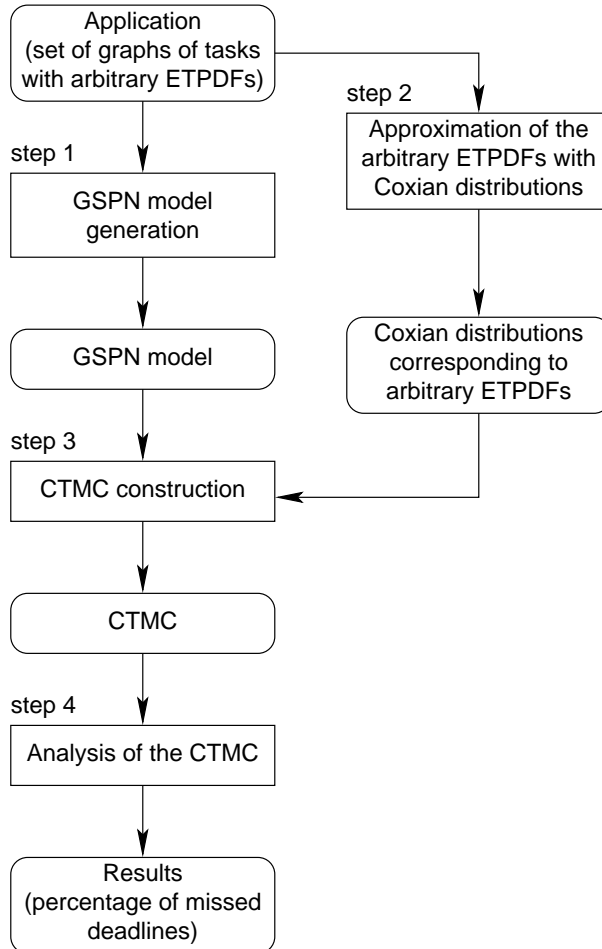 Application
(set of graphs of tasks
with arbitrary ETPDFs)
step 1
GSPN model
generation
step 2
Approximation of the
arbitrary ETPDFs with
Coxian distributions
GSPN model
Coxian distributions
corresponding to
arbitrary ETPDFs
step 3
CTMC construction
CTMC
step 4
Analysis of the CTMC
Results
(percentage of missed
deadlines)